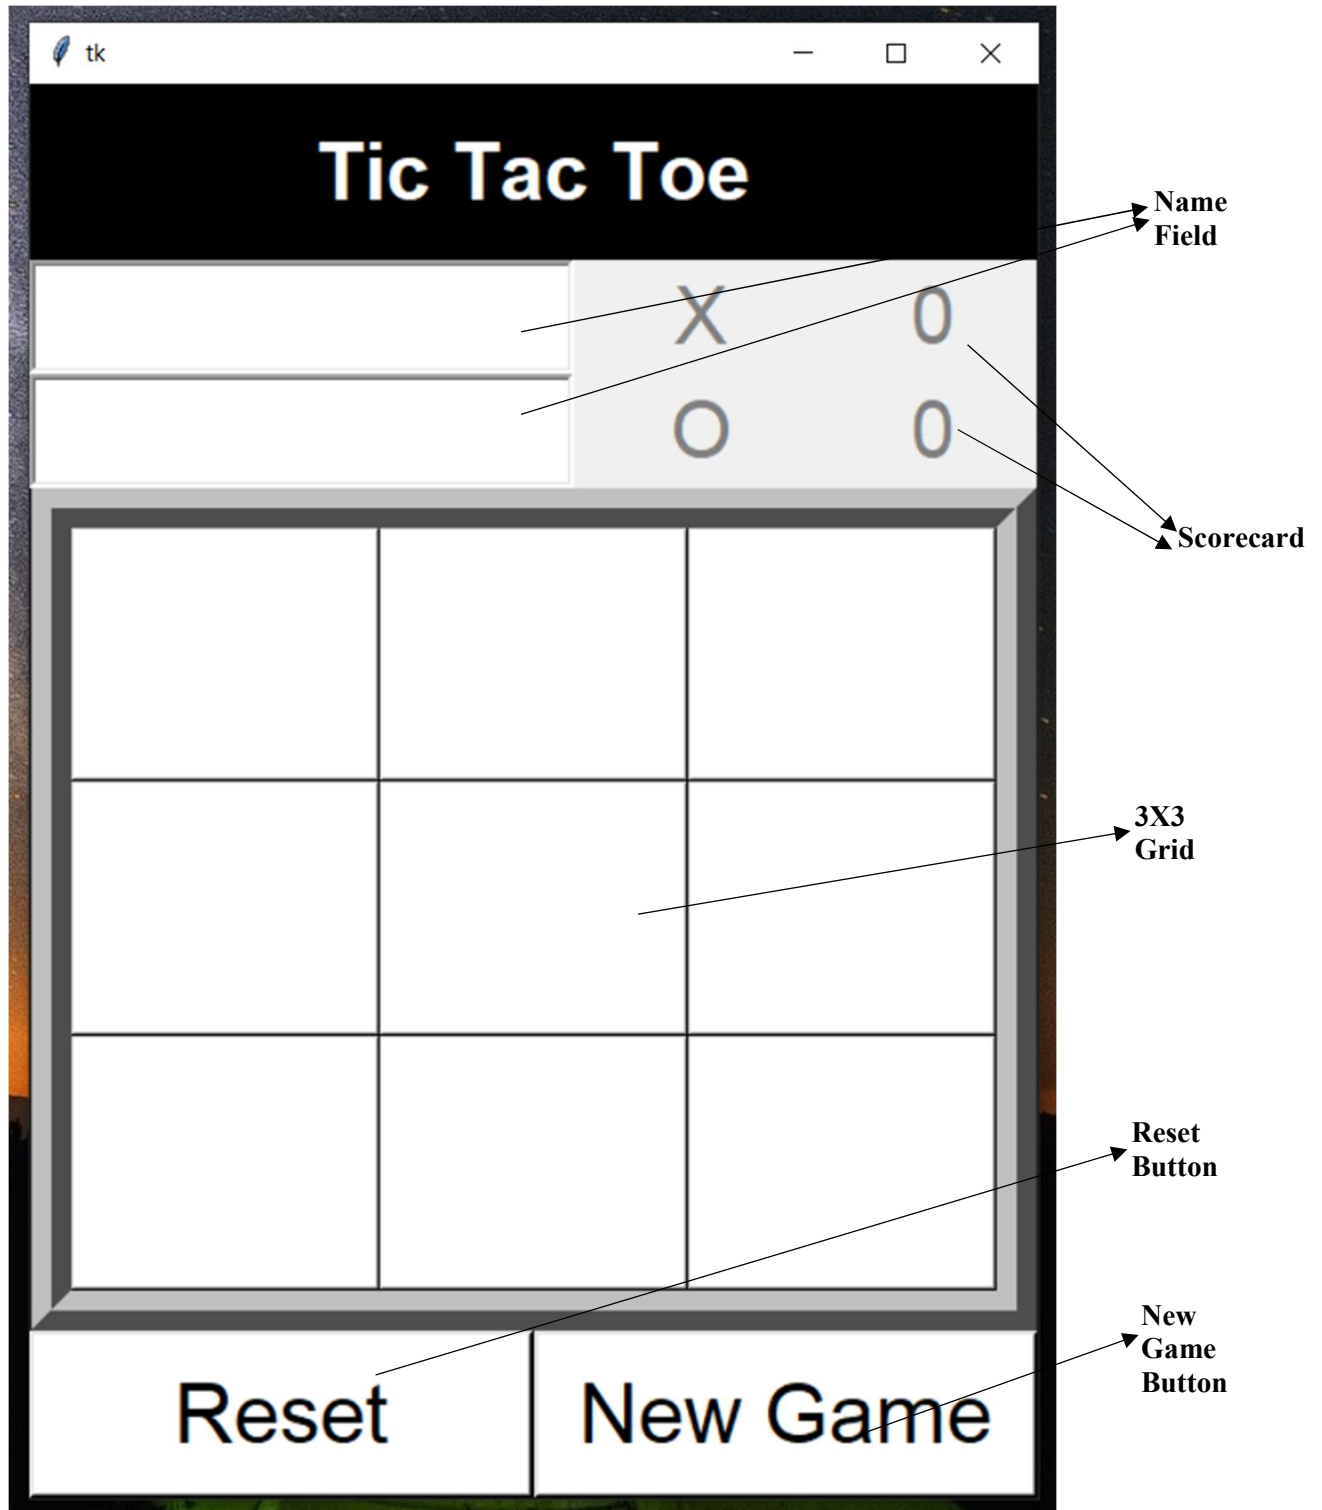 tk
Tic Tac Toe
Name
Field
X 0
O 0
Scorecard
3X3
Grid
Reset
Button
New
Game
Button
Reset New Game